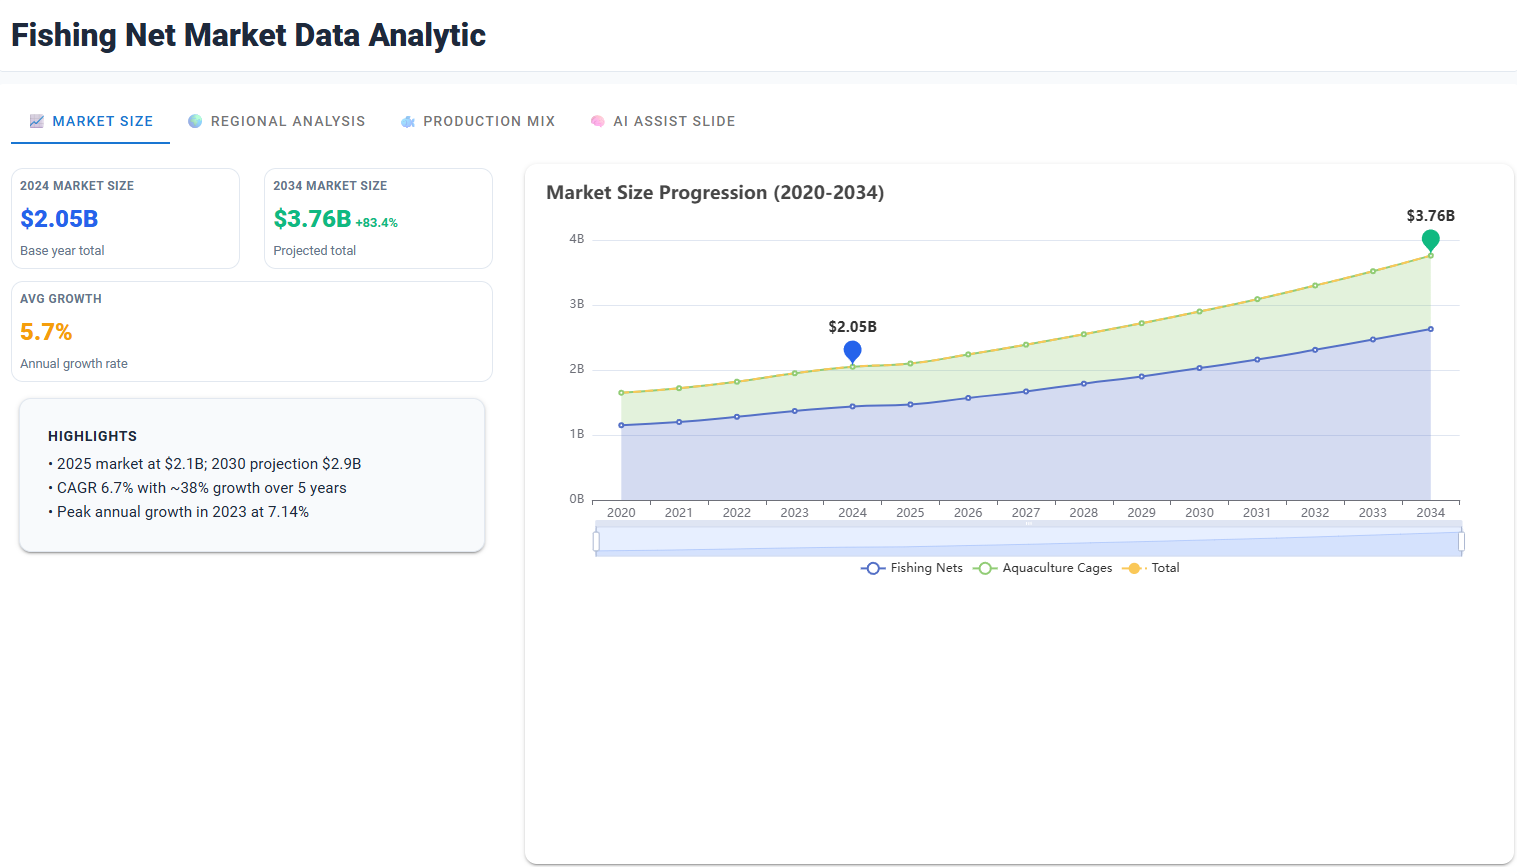 Fishing Net Market Data Analytic
MARKET SIZE
REGIONAL ANALYSIS
PRODUCTION MIX
AI ASSIST SLIDE
2024 MARKET SIZE
$2.05B
Base year total
2034 MARKET SIZE
$3.76B +83.4%
Projected total
AVG GROWTH
5.7%
Annual growth rate
HIGHLIGHTS
• 2025 market at $2.1B; 2030 projection $2.9B
• CAGR 6.7% with ~38% growth over 5 years
• Peak annual growth in 2023 at 7.14%
Market Size Progression (2020-2034)
$3.76B
4B
$2.05B
3B
2B
1B
0B
2020 2021 2022 2023 2024 2025 2026 2027 2028 2029 2030 2031 2032 2033 2034
Fishing Nets Aquaculture Cages Total